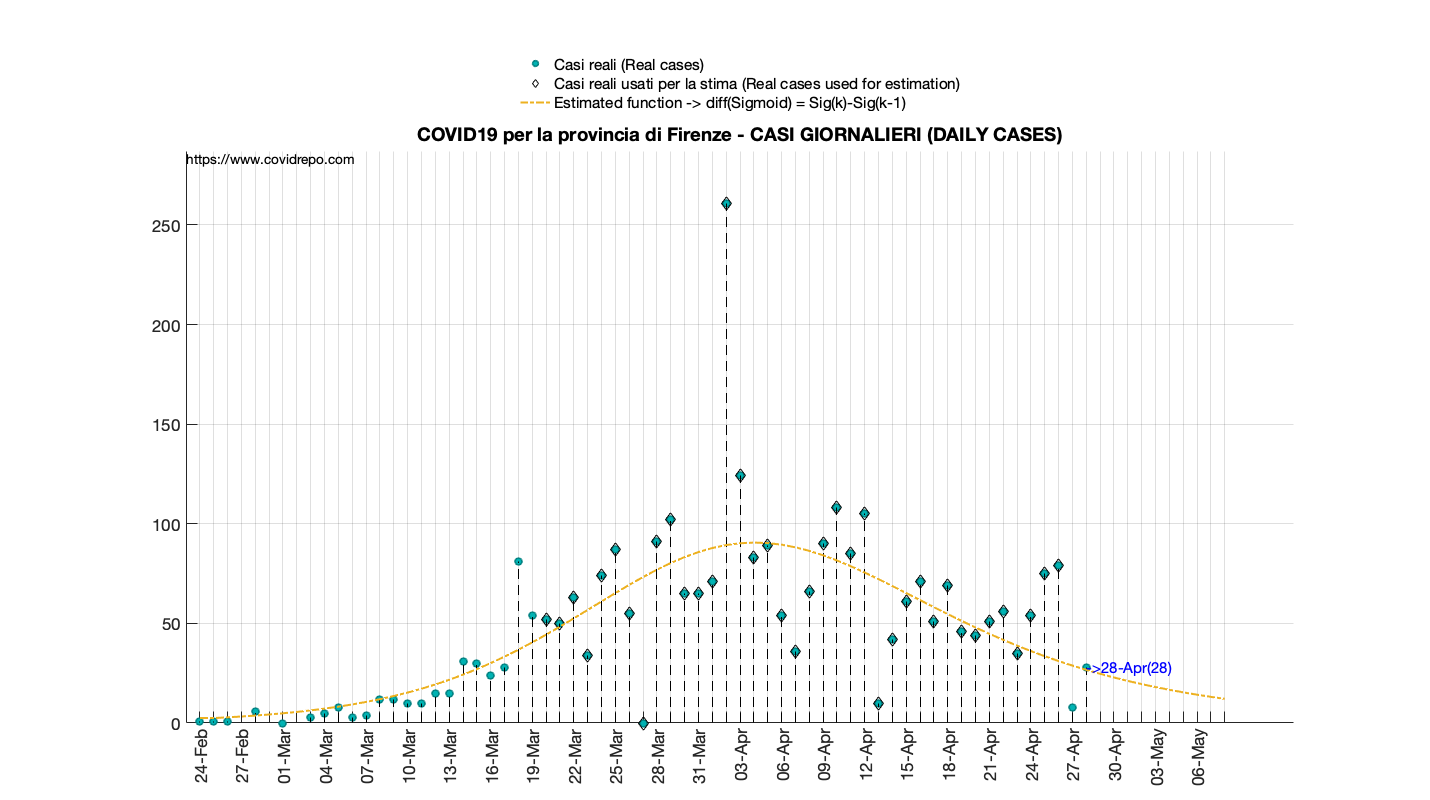 Casi reali (Real cases)
Casi reali usati per la stima (Real cases used for estimation)
Estimated function -> diff(Sigmoid) = Sig(k)-Sig(k-1)
COVID19 per la provincia di Firenze - CASI GIORNALIERI (DAILY CASES)
https://www.covidrepo.com
250
200
150
100
50
0
->28-Apr(28)
24-Feb
27-Feb
01-Mar
04-Mar
07-Mar
10-Mar
13-Mar
16-Mar
19-Mar
22-Mar
25-Mar
28-Mar
31-Mar
03-Apr
06-Apr
09-Apr
12-Apr
15-Apr
18-Apr
21-Apr
24-Apr
27-Apr
30-Apr
03-May
06-May